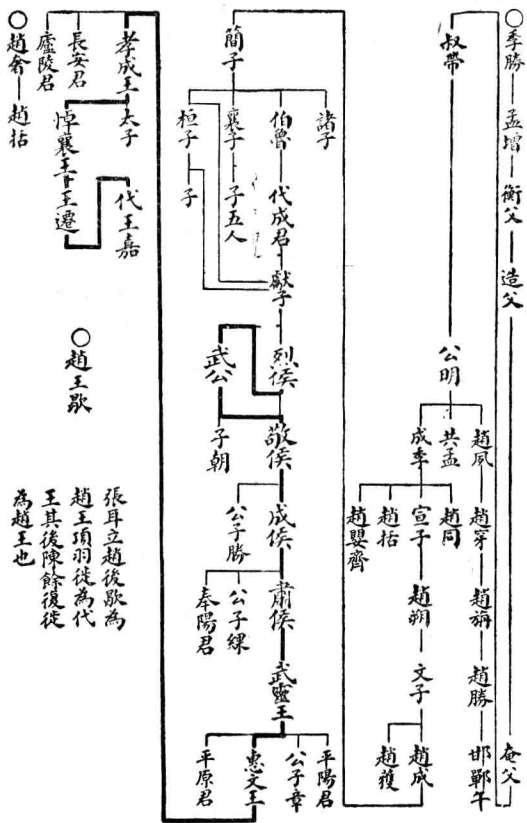 ○季勝 孟增 衡父 造父 奄父
叔帶 公明
趙夙 趙穿 趙旃 趙勝 邯鄲午
共孟
成季
趙同
宣子 趙朔 文子 趙成
趙括
趙嬰齊
趙獲
簡子
諸子
伯魯 代成君 獻子 烈侯 敬侯 成侯 肅侯 武靈王
襄子 子五人
桓子 子
武公 子朝
公子勝
公子緤
奉陽君
平陽君
公子章
惠文王
平原君
孝成王 太子 代王嘉
悼襄王 王遷
長安君
廬陵君
○趙奢 趙括
○趙王歇
張耳立趙後歇為
趙王項羽徙為代
王其後陳餘復徙
為趙王也